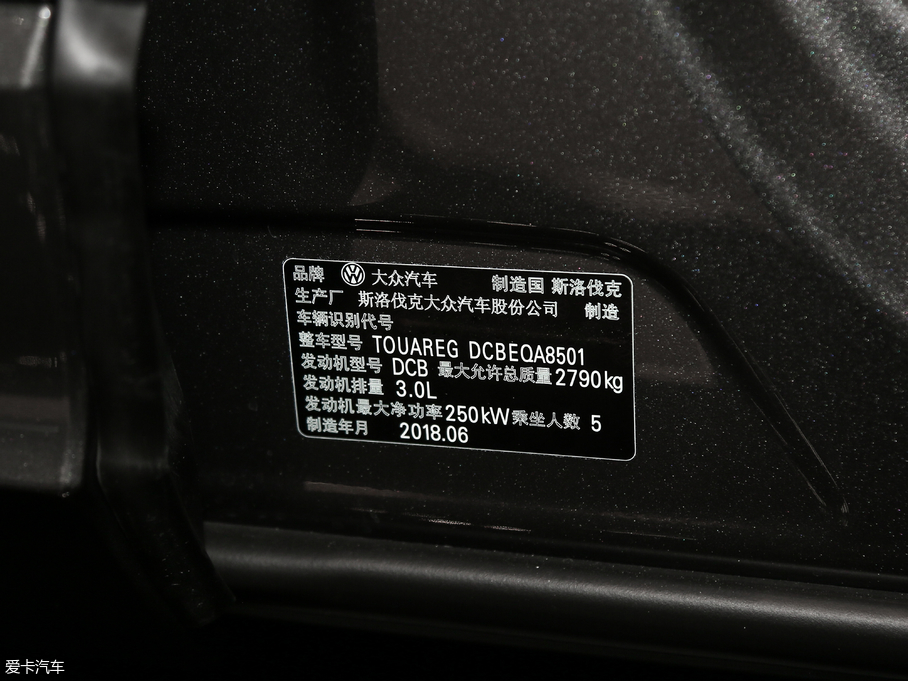 品牌 大众汽车 制造国 斯洛伐克
生产厂 斯洛伐克大众汽车股份公司 制造
车辆识别代号
整车型号 TOUAREG DCBEQA8501
发动机型号 DCB 最大允许总质量 2790kg
发动机排量 3.0L
发动机最大净功率 250kW 乘坐人数 5
制造年月 2018.06
爱卡汽车